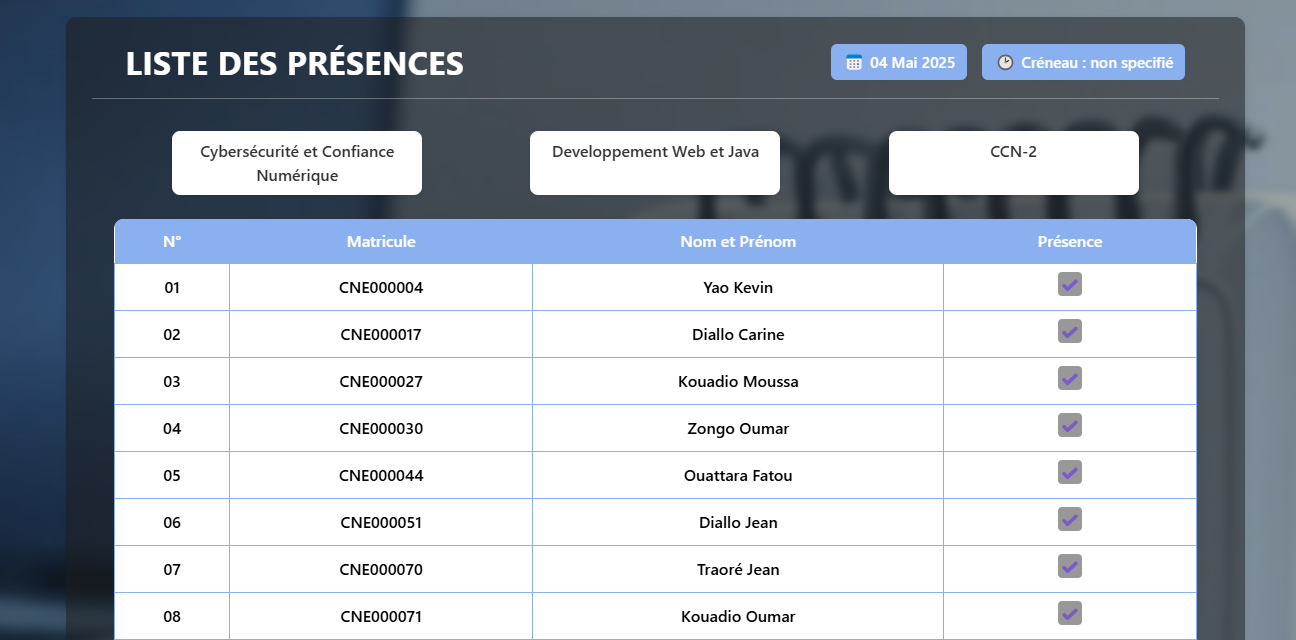 LISTE DES PRÉSENCES
04 Mai 2025
Créneau : non specifié
Cybersécurité et Confiance
Numérique
Developpement Web et Java
CCN-2
N° Matricule Nom et Prénom Présence
01 CNE000004 Yao Kevin
02 CNE000017 Diallo Carine
03 CNE000027 Kouadio Moussa
04 CNE000030 Zongo Oumar
05 CNE000044 Ouattara Fatou
06 CNE000051 Diallo Jean
07 CNE000070 Traoré Jean
08 CNE000071 Kouadio Oumar